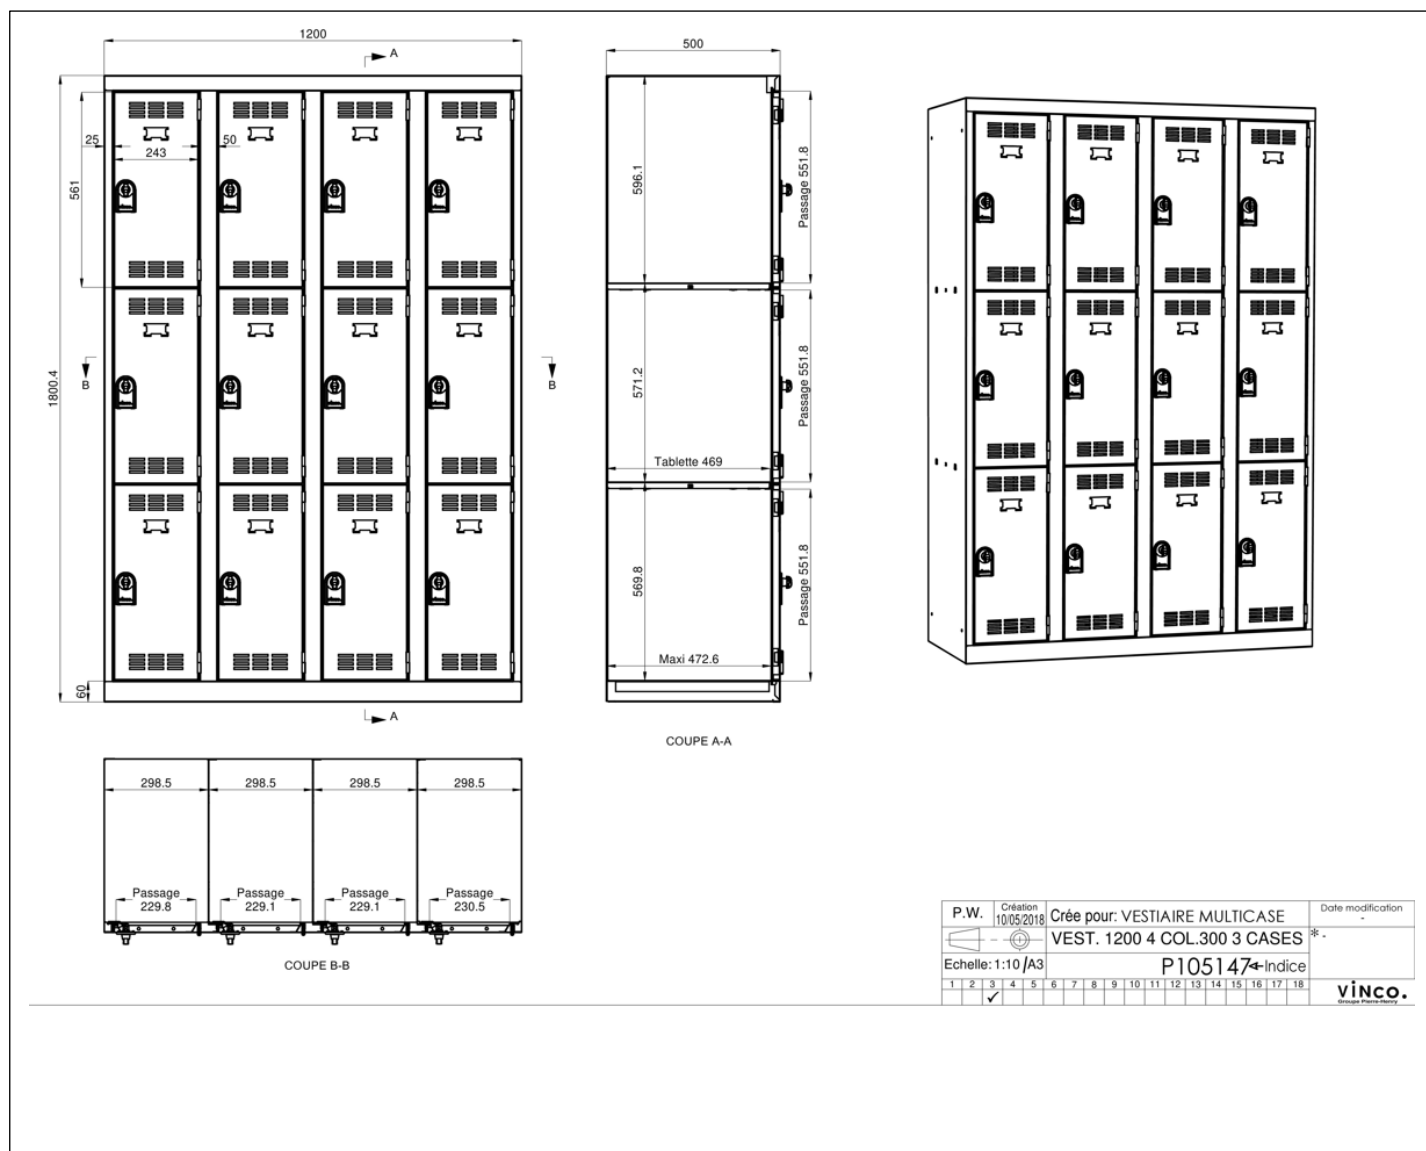 1200
A
500
25
243
50
561
596.1
Passage 551.8
B
B
1800.4
571.2
Passage 551.8
Tablette 469
569.8
Passage 551.8
Maxi 472.6
60
A
COUPE A-A
298.5
298.5
298.5
298.5
Passage
229.8
Passage
229.1
Passage
229.1
Passage
230.5
COUPE B-B
P.W.
Création
10/05/2018
Crée pour: VESTIAIRE MULTICASE
Date modification
-
VEST. 1200 4 COL.300 3 CASES
* -
Echelle: 1:10 /A3
P105147 Indice
1 2 3 4 5 6 7 8 9 10 11 12 13 14 15 16 17 18
✓
VINCO.
Groupe Pierre-Henry